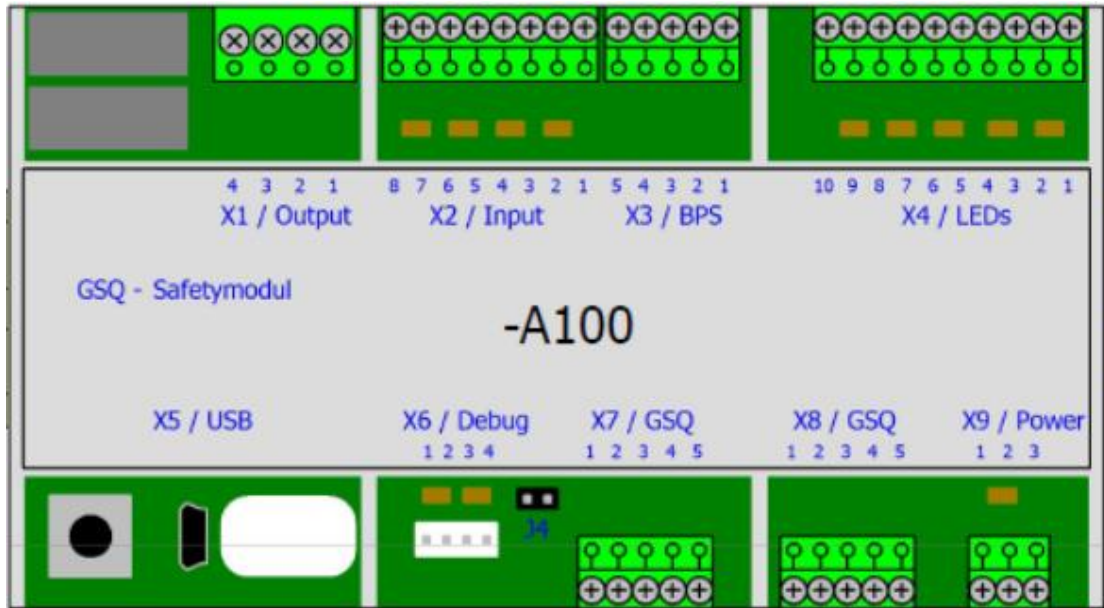 4 3 2 1 8 7 6 5 4 3 2 1 5 4 3 2 1 10 9 8 7 6 5 4 3 2 1
X1 / Output X2 / Input X3 / BPS X4 / LEDs
GSQ - Safetymodul
-A100
X5 / USB X6 / Debug X7 / GSQ X8 / GSQ X9 / Power
1 2 3 4 1 2 3 4 5 1 2 3 4 5 1 2 3
J4